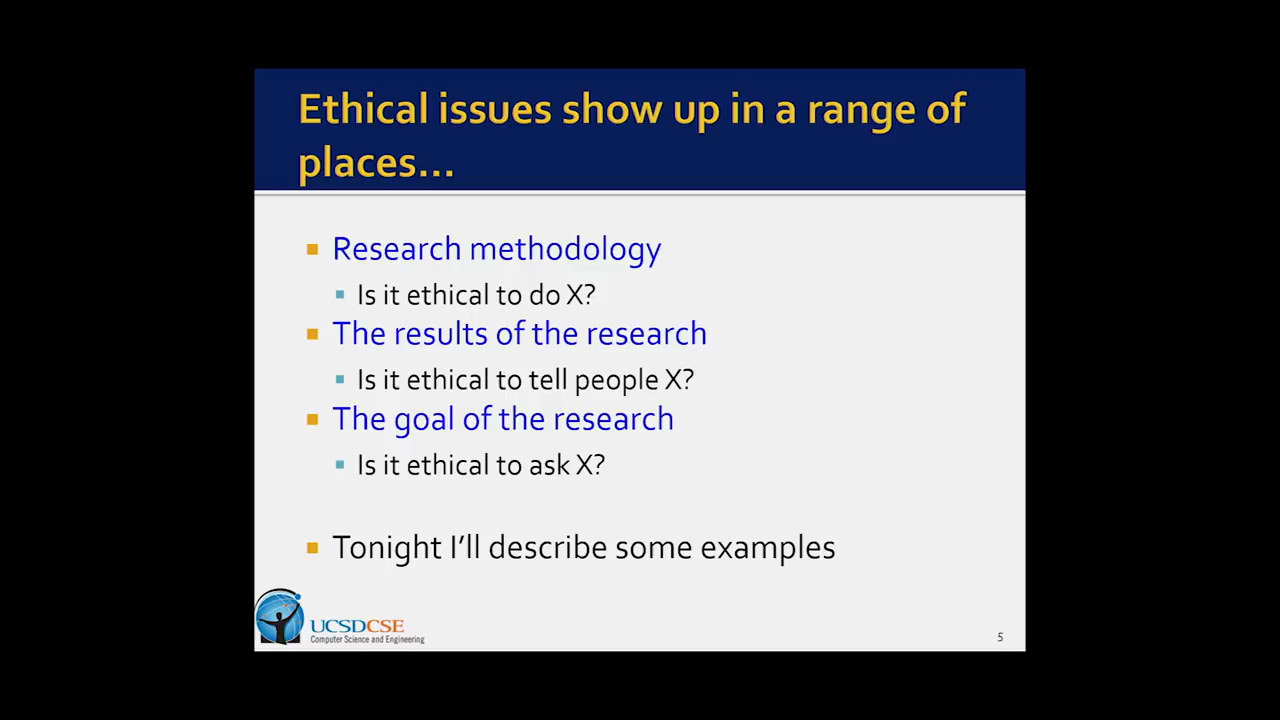 Ethical issues show up in a range of
places...
Research methodology
Is it ethical to do X?
The results of the research
Is it ethical to tell people X?
The goal of the research
Is it ethical to ask X?
Tonight I'll describe some examples
UCSDCSE
Computer Science and Engineering
5